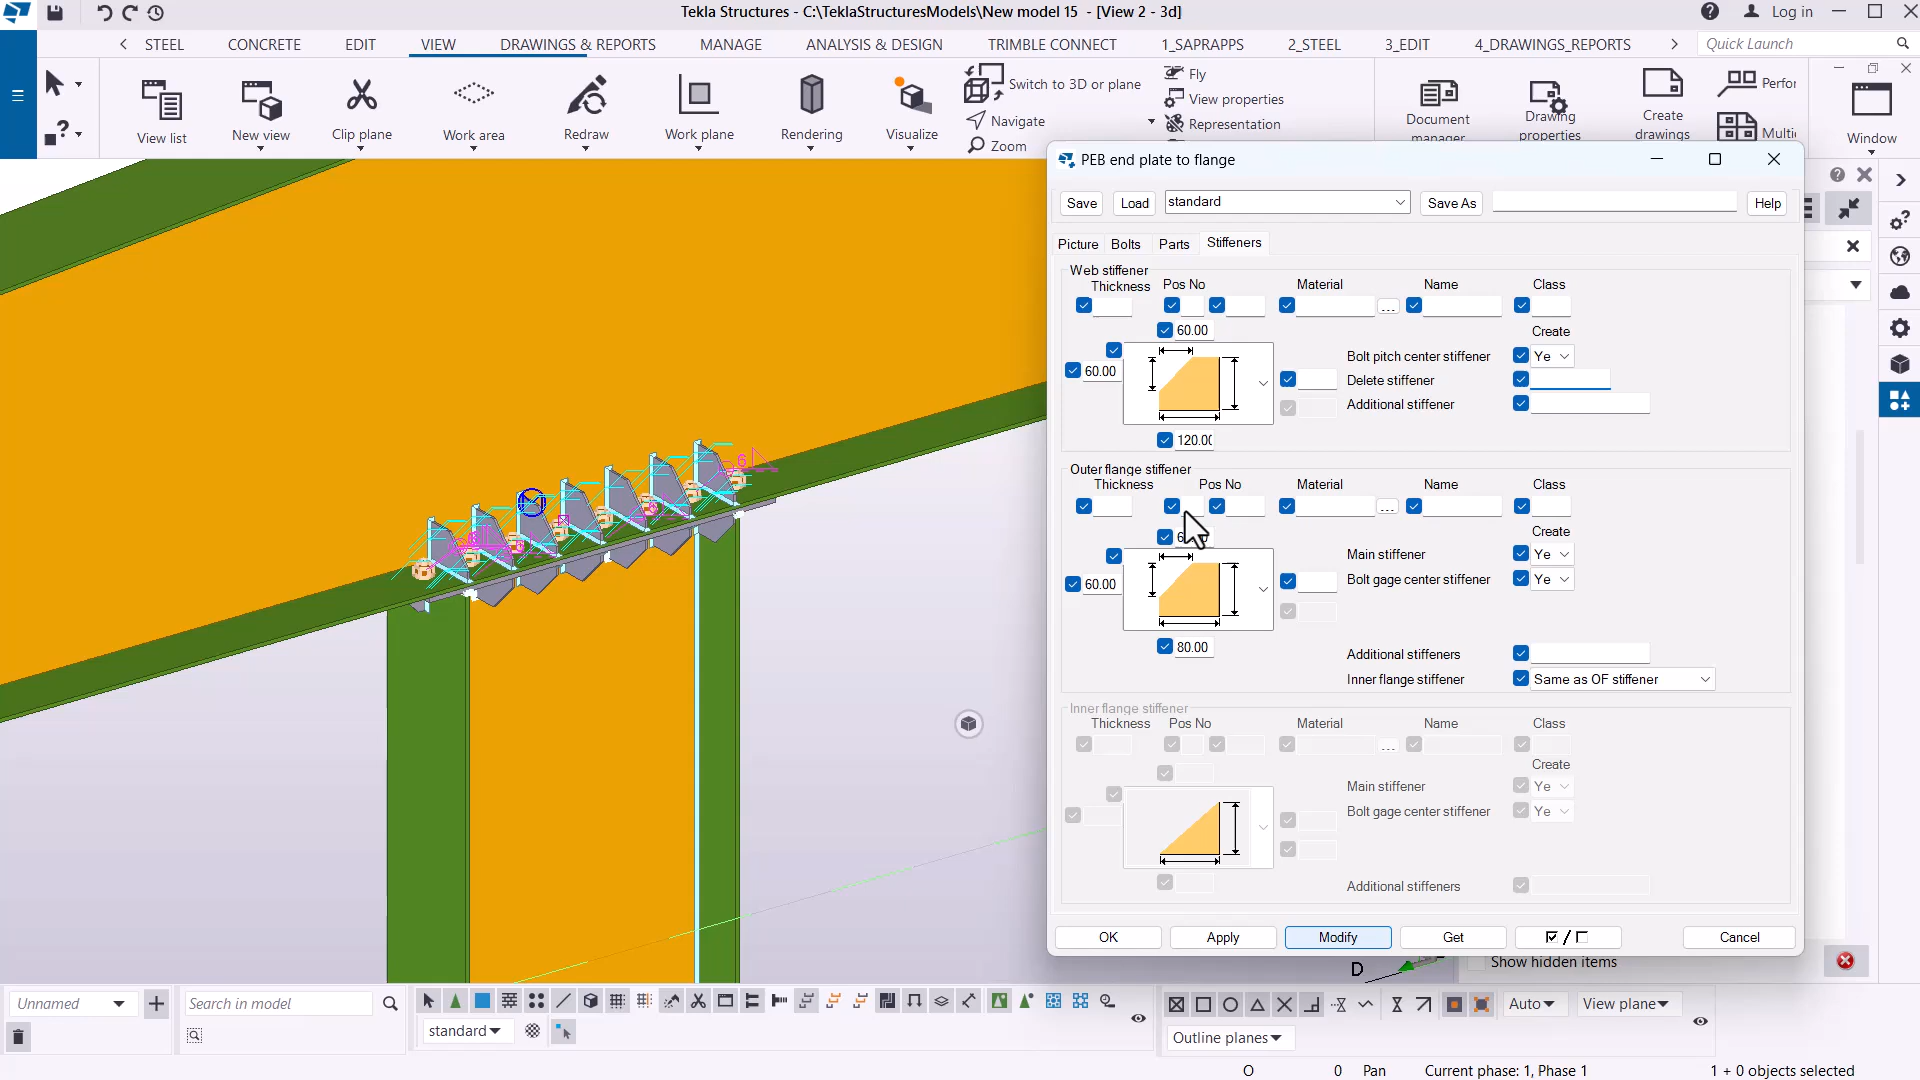 Tekla Structures - C:\TeklaStructuresModels\New model 15 - [View 2 - 3d]
Log in
STEEL CONCRETE EDIT VIEW DRAWINGS & REPORTS MANAGE ANALYSIS & DESIGN TRIMBLE CONNECT 1_SAPRAPPS 2_STEEL 3_EDIT 4_DRAWINGS_REPORTS Quick Launch
View list
New view
Clip plane
Work area
Redraw
Work plane
Rendering
Visualize
Switch to 3D or plane
Navigate
Zoom
Fly
View properties
Representation
Document manager
Drawing properties
Create drawings
Perfor
Multi
Window
PEB end plate to flange
Save Load standard Save As Help
Picture Bolts Parts Stiffeners
Web stiffener
Thickness Pos No Material Name Class
...
60.00 Create
60.00 Bolt pitch center stiffener Ye
Delete stiffener
Additional stiffener
120.00
Outer flange stiffener
Thickness Pos No Material Name Class
...
Create
Main stiffener Ye
60.00 Bolt gage center stiffener Ye
80.00 Additional stiffeners
Inner flange stiffener Same as OF stiffener
Inner flange stiffener
Thickness Pos No Material Name Class
...
Create
Main stiffener Ye
Bolt gage center stiffener Ye
Additional stiffeners
OK Apply Modify Get / Cancel
D Show hidden items
6
6
Unnamed Search in model
standard
Auto View plane
Outline planes
O 0 Pan Current phase: 1, Phase 1 1 + 0 objects selected